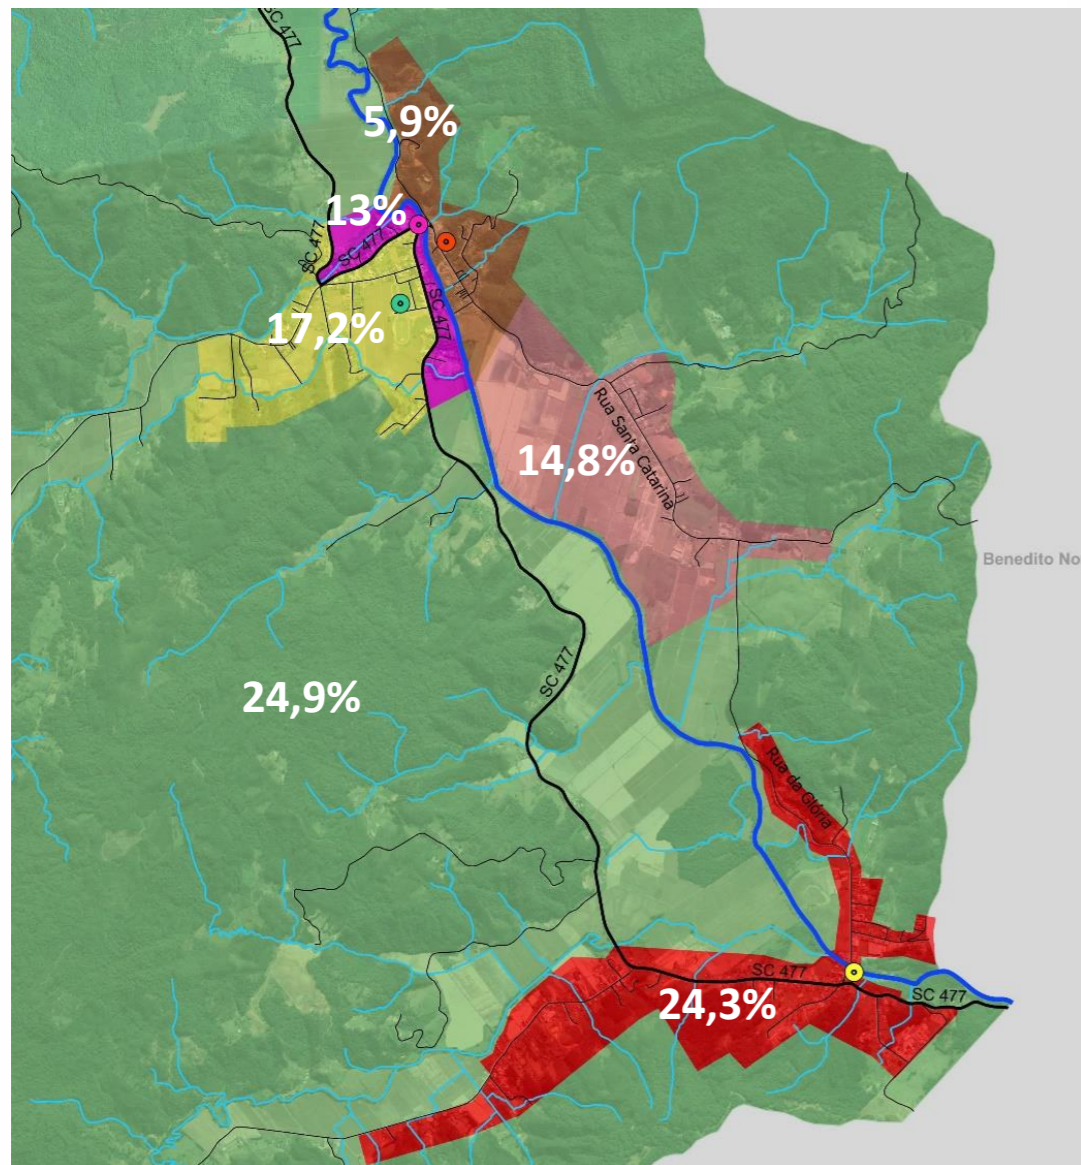 SC 477
5,9%
13%
SC 477
SC 477
SC 477
17,2%
Rua Santa Catarina
14,8%
Benedito No
SC 477
24,9%
Rua da Glória
SC 477
SC 477
24,3%